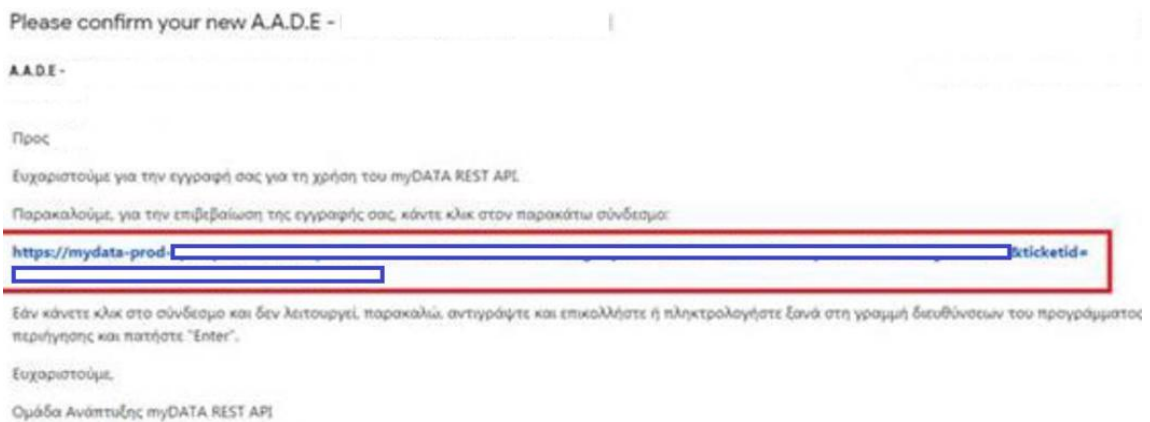 Please confirm your new A.A.D.E -
A.A.D.E -
Προς
Ευχαριστούμε για την εγγραφή σας για τη χρήση του myDATA REST API.
Παρακαλούμε, για την επιβεβαίωση της εγγραφής σας, κάντε κλικ στον παρακάτω σύνδεσμο:
https://mydata-prod- &ticketid=
Εάν κάνετε κλικ στο σύνδεσμο και δεν λειτουργεί, παρακαλώ, αντιγράψτε και επικολλήστε ή πληκτρολογήστε ξανά στη γραμμή διευθύνσεων του προγράμματος
περιήγησης και πατήστε "Enter".
Ευχαριστούμε,
Ομάδα Ανάπτυξης myDATA REST API